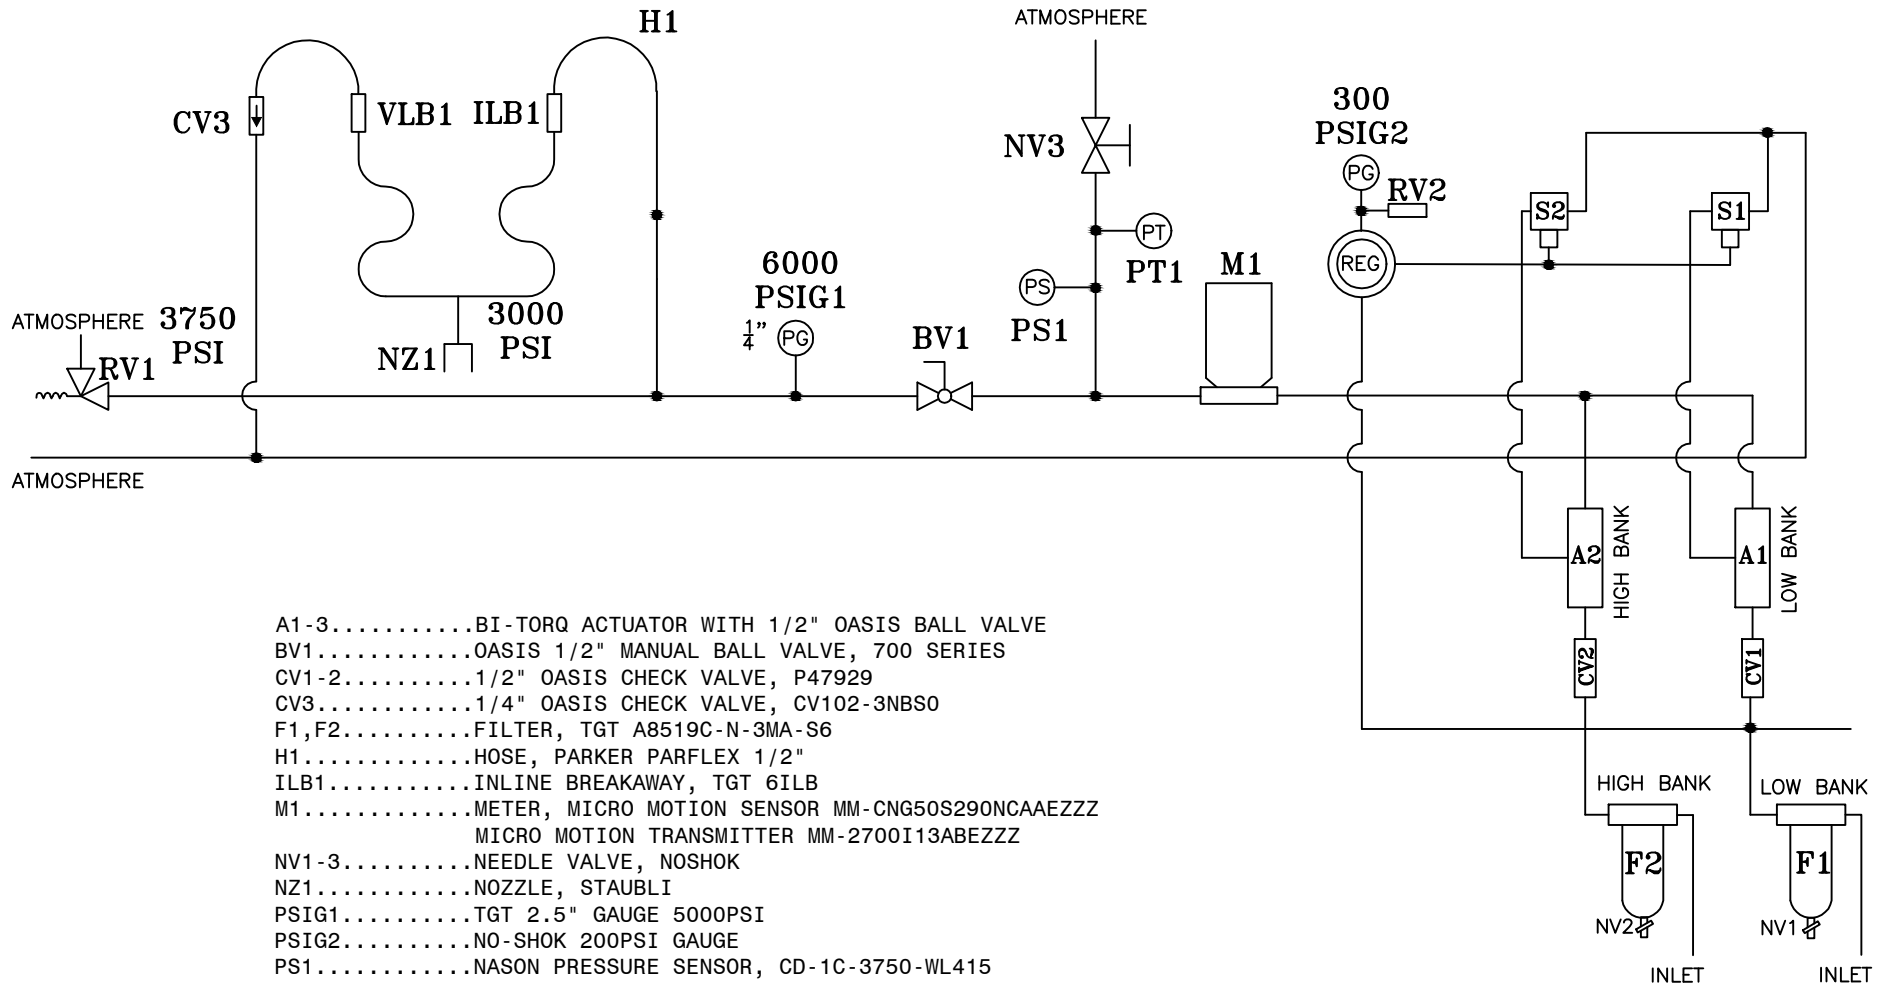 H1
ATMOSPHERE
CV3
VLB1
ILB1
NV3
300
PSIG2
PG
RV2
S2
S1
REG
PT
PT1
M1
6000
PSIG1
PS
PS1
ATMOSPHERE
3750
PSI
RV1
3000
PSI
NZ1
1/4"
PG
BV1
ATMOSPHERE
A2
HIGH BANK
A1
LOW BANK
CV2
CV1
A1-3...........BI-TORQ ACTUATOR WITH 1/2" OASIS BALL VALVE
BV1............OASIS 1/2" MANUAL BALL VALVE, 700 SERIES
CV1-2..........1/2" OASIS CHECK VALVE, P47929
CV3............1/4" OASIS CHECK VALVE, CV102-3NBSO
F1,F2..........FILTER, TGT A8519C-N-3MA-S6
H1.............HOSE, PARKER PARFLEX 1/2"
ILB1...........INLINE BREAKAWAY, TGT 6ILB
M1.............METER, MICRO MOTION SENSOR MM-CNG50S290NCAAEZZZ
MICRO MOTION TRANSMITTER MM-2700I13ABEZZZ
NV1-3..........NEEDLE VALVE, NOSHOK
NZ1............NOZZLE, STAUBLI
PSIG1..........TGT 2.5" GAUGE 5000PSI
PSIG2..........NO-SHOK 200PSI GAUGE
PS1............NASON PRESSURE SENSOR, CD-1C-3750-WL415
HIGH BANK
LOW BANK
F2
F1
NV2
NV1
INLET
INLET